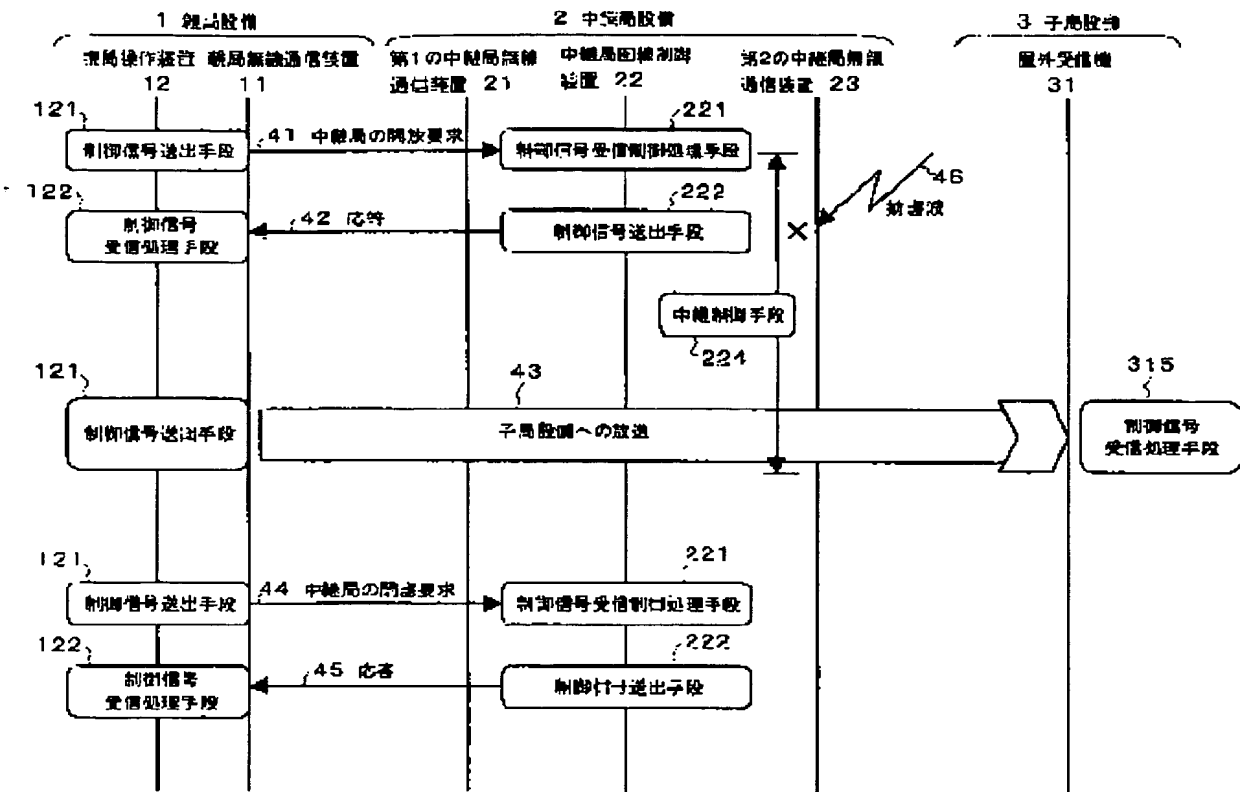 1 親局設備
2 中継局設備
3 子局設備
親局操作装置 親局無線通信装置
12 11
第1の中継局無線
通信装置 21
中継局回線制御
装置 22
第2の中継局無線
通信装置 23
屋外受信機
31
121
制御信号送出手段
41 中継局の開放要求
221
制御信号受信制御処理手段
46
妨害波
122
制御信号
受信処理手段
42 応答
222
制御信号送出手段
×
中継制御手段
224
121
制御信号送出手段
43
子局設備への放送
315
制御信号
受信処理手段
121
制御信号送出手段
44 中継局の閉塞要求
221
制御信号受信制御処理手段
122
制御信号
受信処理手段
45 応答
222
制御信号送出手段